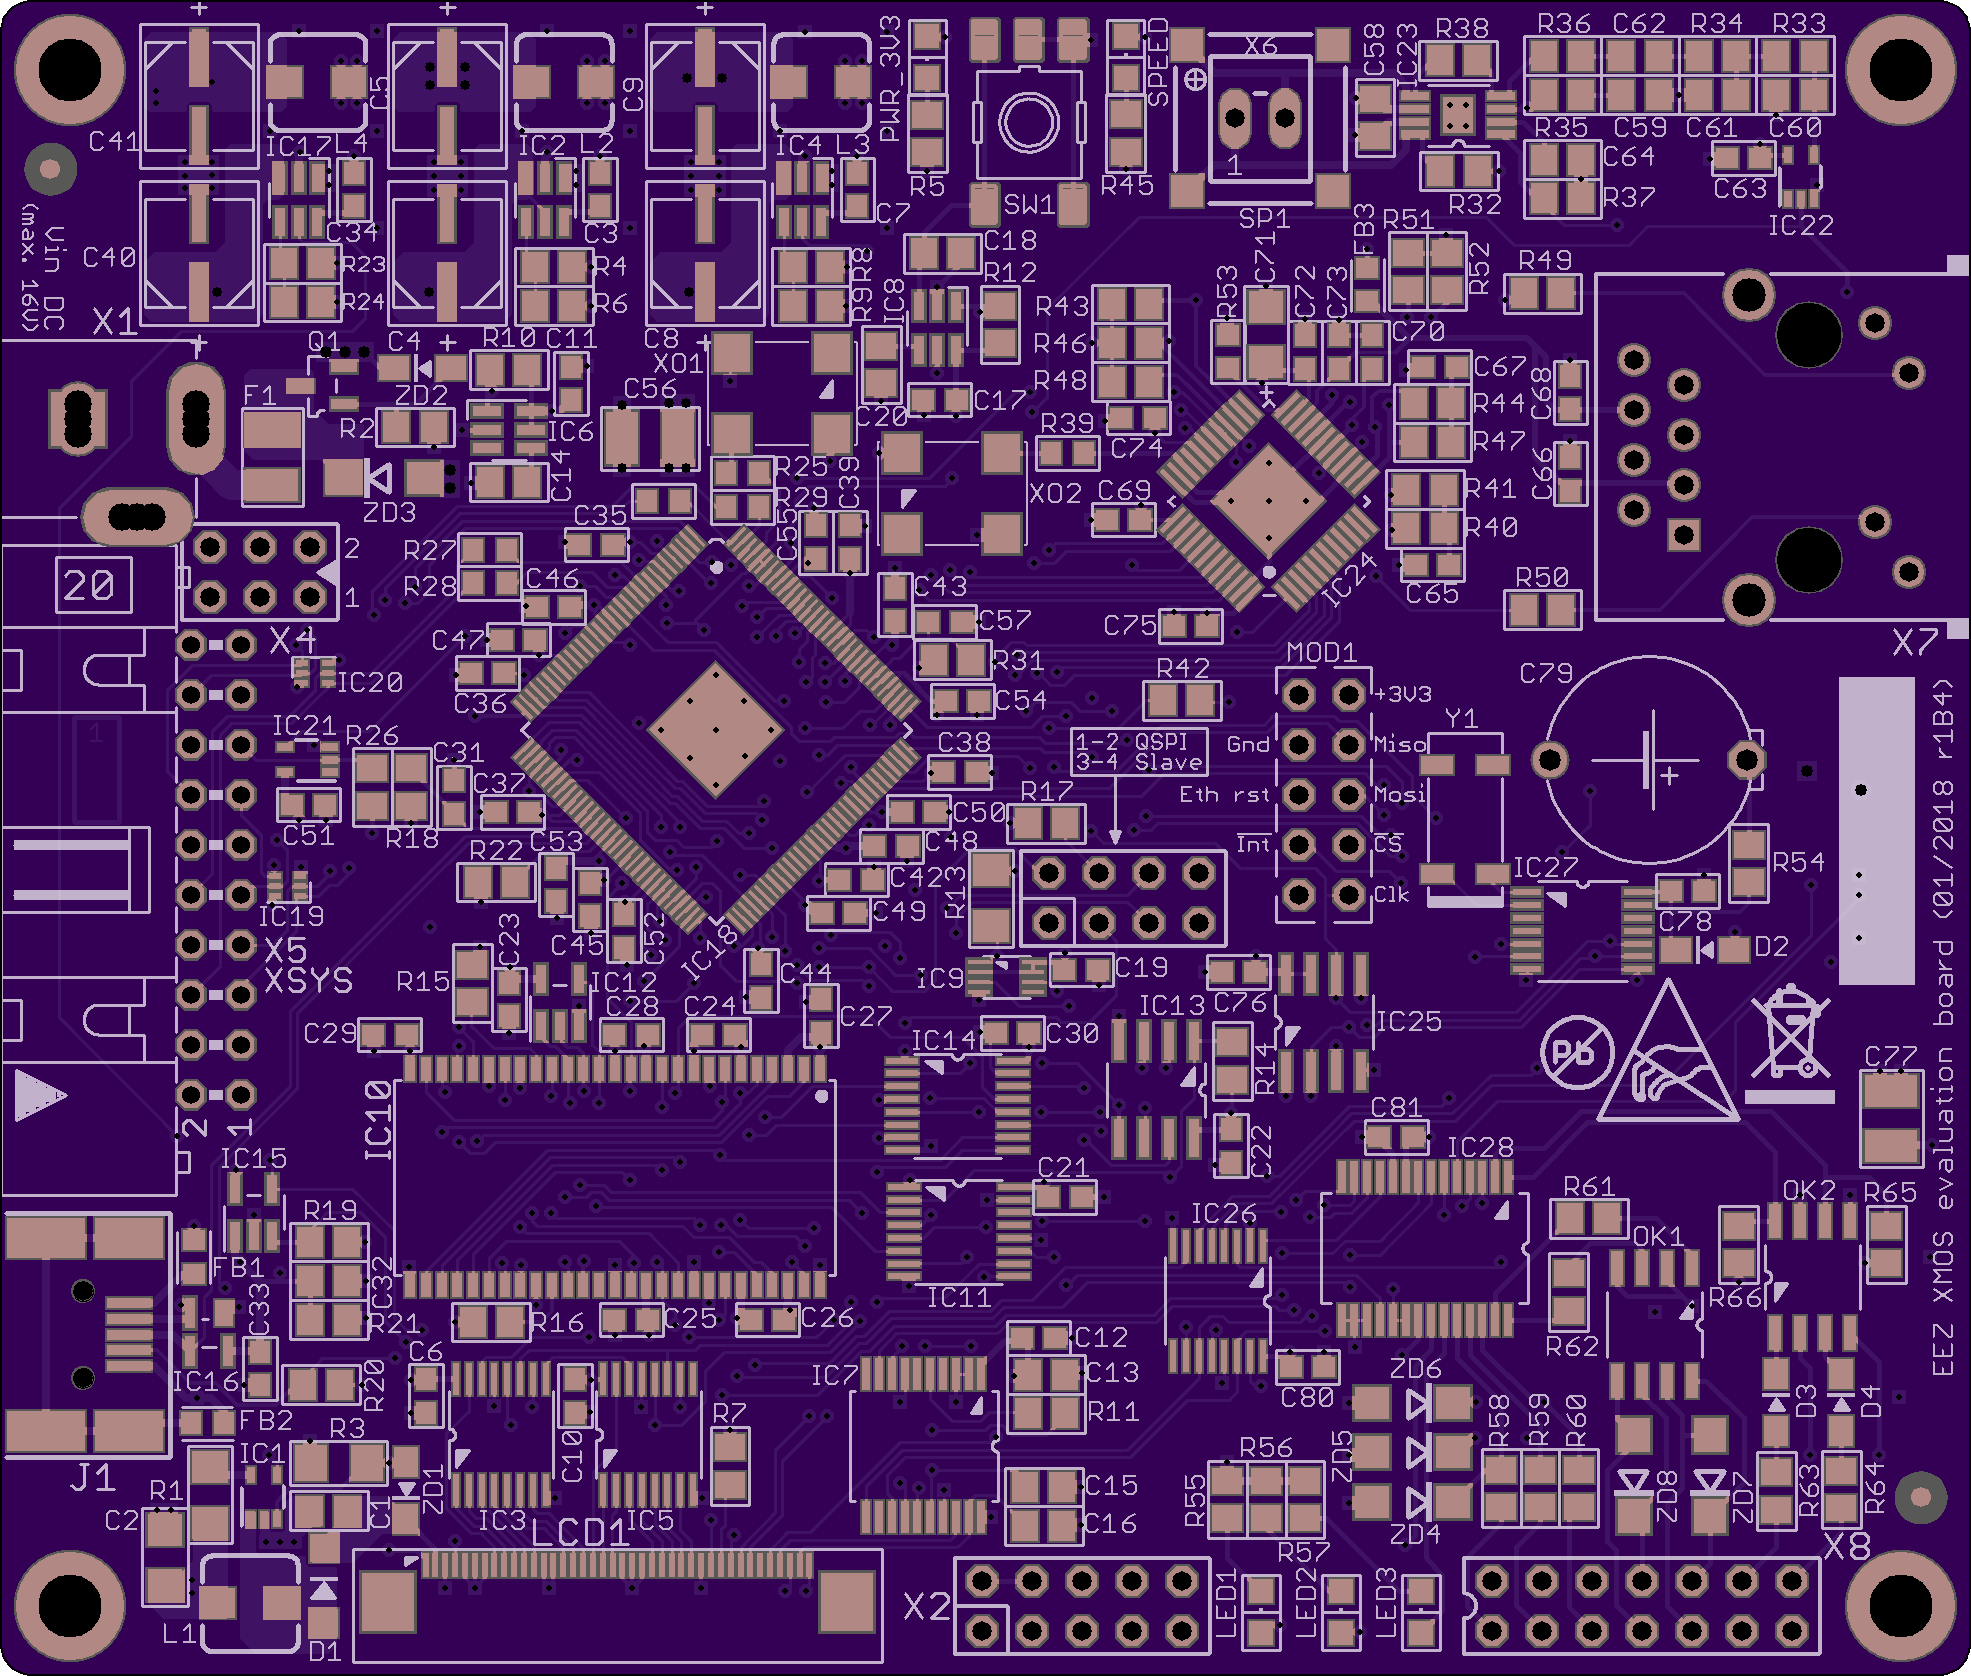 C41
C5
C9
PWR_3V3
SPEED
X6
C58
IC23
R38
R36
C62
R34
R33
IC17
L4
IC2
L2
IC4
L3
R5
SW1
R45
1
SP1
R32
R35
C59
C61
C60
C64
R37
C63
IC22
Vin DC
(max. 16V)
C40
C34
R23
R24
C3
R4
R6
C7
R8
R9
C18
R12
IC8
R43
R46
R48
R53
C71
C72
C73
FB3
R51
R52
C70
R49
X1
Q1
C4
R10
C11
C8
XO1
C56
ZD2
F1
R2
IC6
C14
ZD3
C20
C17
R39
C74
C67
R44
R47
C68
C66
R25
R29
C39
XO2
C69
R41
R40
C65
IC24
C35
C55
R27
R28
C46
C47
C36
C43
C57
R31
C54
C75
R42
R50
X7
2
1
20
X4
IC20
IC21
R26
C31
C37
R18
C51
IC19
X5
XSYS
C38
C50
C48
C42
C49
1-2 QSPI
3-4 Slave
R17
R13
MOD1
+3V3
Gnd
Miso
Eth rst
Mosi
Int
CS
Clk
Y1
C79
+
IC27
R54
C78
D2
R22
C53
C45
C52
IC18
C23
R15
IC12
C28
C24
C44
C27
C29
IC9
C19
C76
IC13
IC25
IC14
C30
R14
C22
Pb
C77
EEZ XMOS evaluation board (01/2018 r1B4)
2
1
IC10
IC15
R19
FB1
C32
C33
R21
IC16
R20
FB2
J1
C21
IC11
C81
IC28
IC26
R61
OK1
OK2
R65
R66
R62
R16
C25
C26
C6
C10
R7
IC7
C12
C13
R11
C80
C15
C16
ZD6
ZD5
ZD4
R58
R59
R60
R55
R56
R57
ZD8
ZD7
D3
D4
R63
R64
X8
R1
IC1
R3
C2
C1
ZD1
L1
D1
IC3
LCD1
IC5
X2
LED1
LED2
LED3